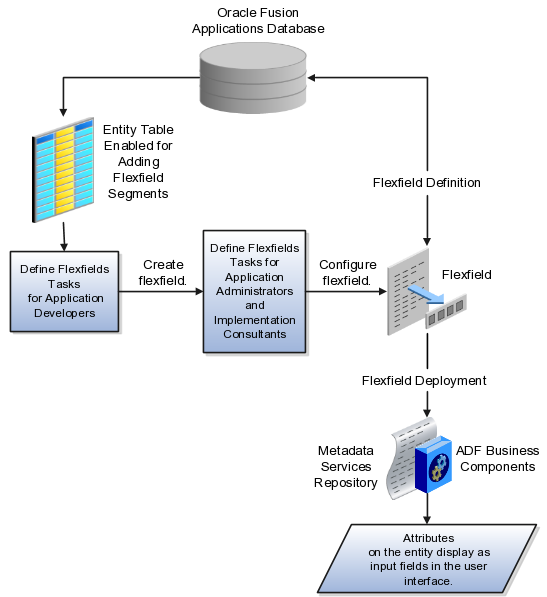 Oracle Fusion
Applications Database
Entity Table
Enabled for
Adding
Flexfield
Segments
Flexfield Definition
Define Flexfields
Tasks
for Application
Developers
Create
flexfield.
Define Flexfields
Tasks for
Application
Administrators
and
Implementation
Consultants
Configure
flexfield.
Flexfield
Flexfield Deployment
Metadata
Services
Repository
ADF Business
Components
Attributes
on the entity display as
input fields in the user
interface.